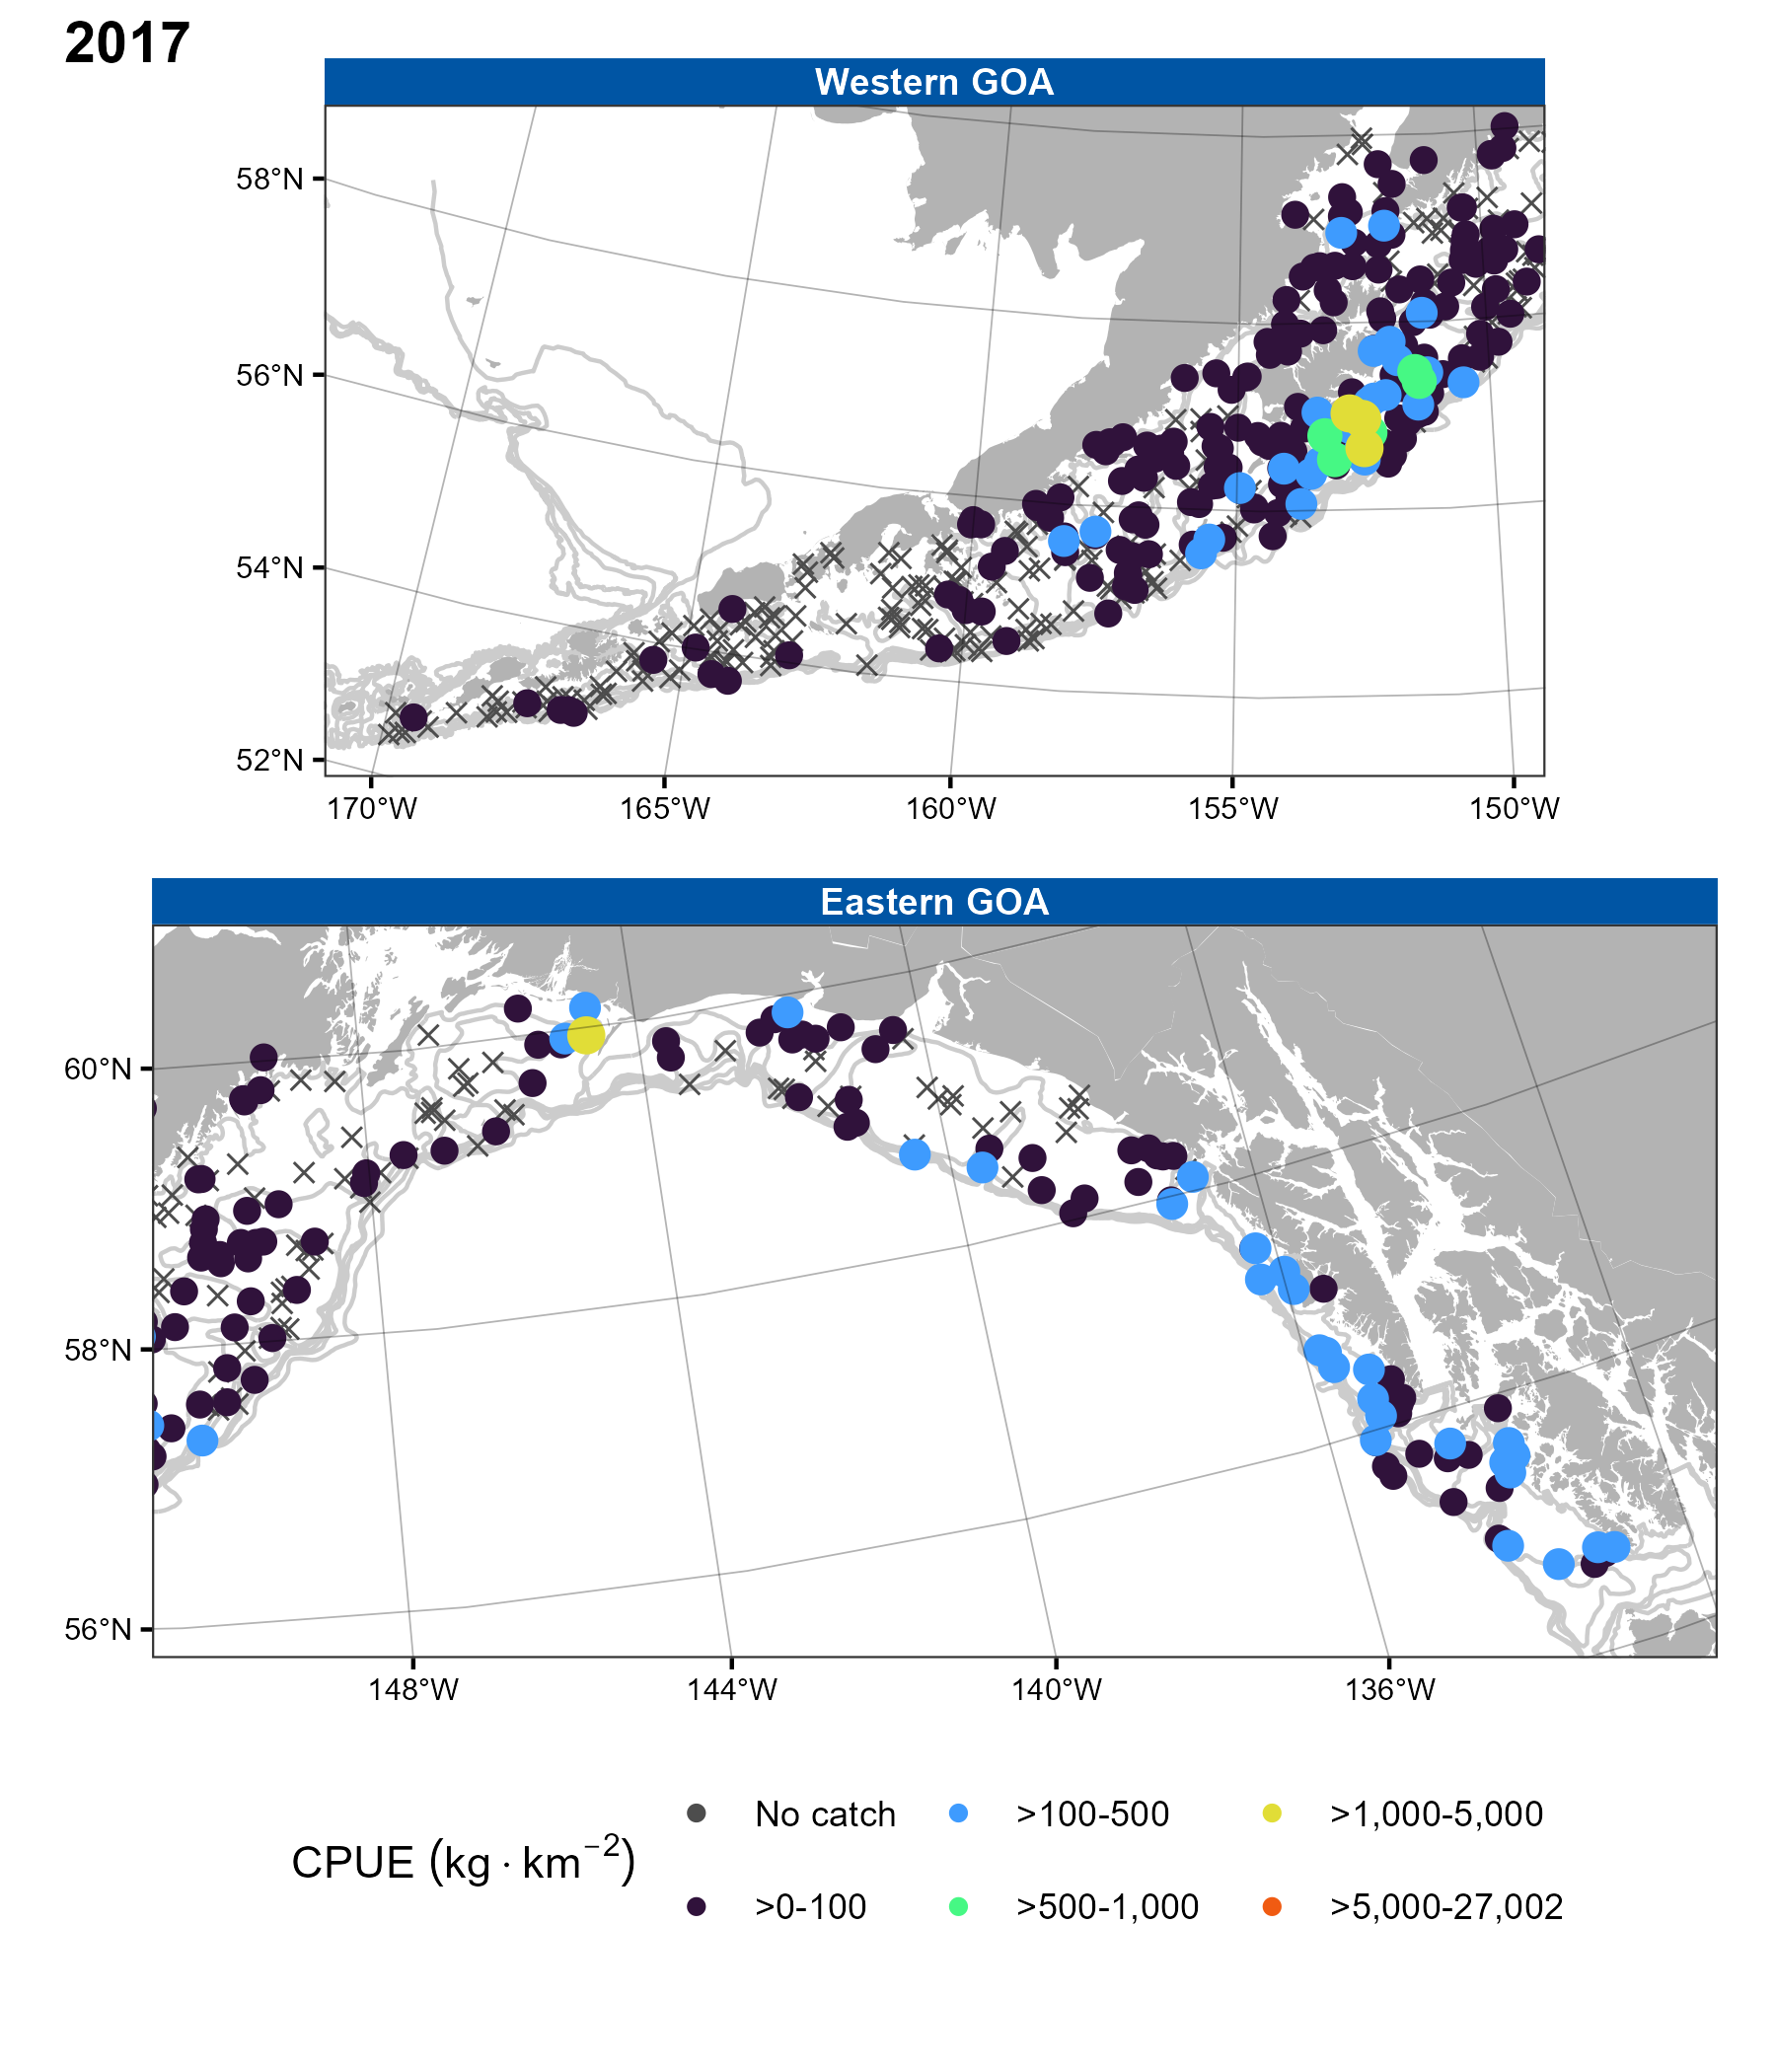 2017
Western GOA
58°N
56°N
54°N
52°N
170°W 165°W 160°W 155°W 150°W
Eastern GOA
60°N
58°N
56°N
148°W 144°W 140°W 136°W
CPUE (kg · km⁻²)
No catch >100-500 >1,000-5,000
>0-100 >500-1,000 >5,000-27,002